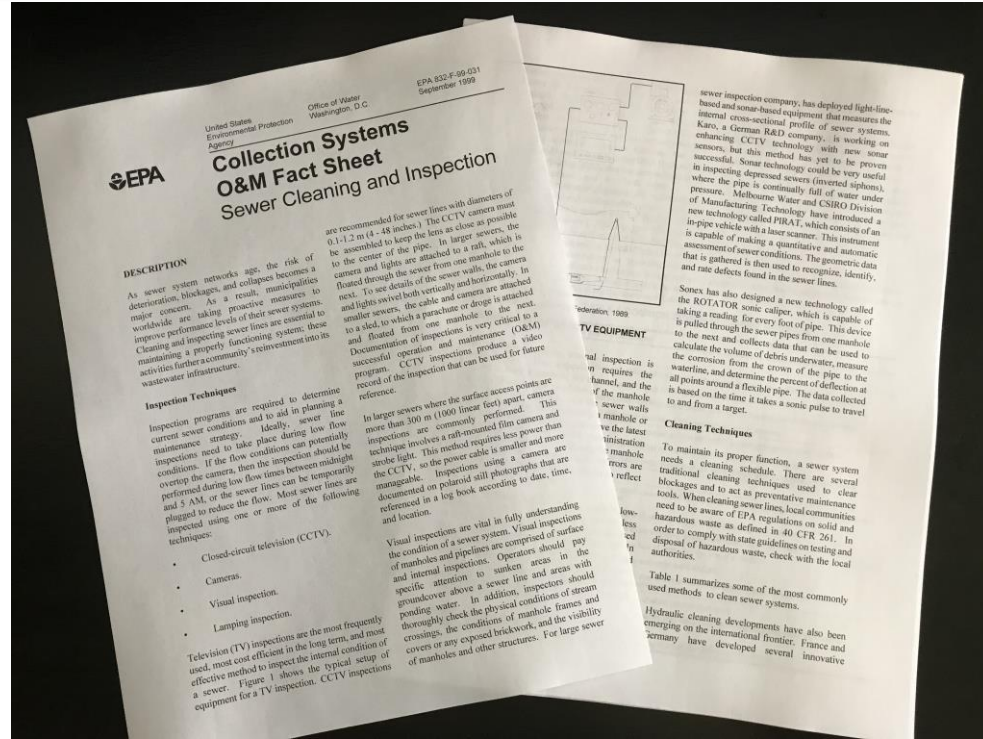 United States
Environmental Protection
Agency
Office of Water
Washington, D.C.
EPA 832-F-99-031
September 1999
EPA
Collection Systems
O&M Fact Sheet
Sewer Cleaning and Inspection
DESCRIPTION
As sewer system networks age, the risk of
deterioration, blockages, and collapses becomes a
major concern. As a result, municipalities
worldwide are taking proactive measures to
improve performance levels of their sewer systems.
Cleaning and inspecting sewer lines are essential to
maintaining a properly functioning system; these
activities further a community's reinvestment into its
wastewater infrastructure.
Inspection Techniques
Inspection programs are required to determine
current sewer conditions and to aid in planning a
maintenance strategy. Ideally, sewer line
inspections need to take place during low flow
conditions. If the flow conditions can potentially
overtop the camera, then the inspection should be
performed during low flow times between midnight
and 5 AM, or the sewer lines can be temporarily
plugged to reduce the flow. Most sewer lines are
inspected using one or more of the following
techniques:
• Closed-circuit television (CCTV).
• Cameras.
• Visual inspection.
• Lamping inspection.
Television (TV) inspections are the most frequently
used, most cost efficient in the long term, and most
effective method to inspect the internal condition of
a sewer. Figure 1 shows the typical setup of
equipment for a TV inspection. CCTV inspections
are recommended for sewer lines with diameters of
0.1-1.2 m (4 - 48 inches.) The CCTV camera must
be assembled to keep the lens as close as possible
to the center of the pipe. In larger sewers, the
camera and lights are attached to a raft, which is
floated through the sewer from one manhole to the
next. To see details of the sewer walls, the camera
and lights swivel both vertically and horizontally. In
smaller sewers, the cable and camera are attached
to a sled, to which a parachute or droge is attached
and floated from one manhole to the next.
Documentation of inspections is very critical to a
successful operation and maintenance (O&M)
program. CCTV inspections produce a video
record of the inspection that can be used for future
reference.
In larger sewers where the surface access points are
more than 300 m (1000 linear feet) apart, camera
inspections are commonly performed. This
technique involves a raft-mounted film camera and
strobe light. This method requires less power than
the CCTV, so the power cable is smaller and more
manageable. Inspections using a camera are
documented on polaroid still photographs that are
referenced in a log book according to date, time,
and location.
Visual inspections are vital in fully understanding
the condition of a sewer system. Visual inspections
of manholes and pipelines are comprised of surface
and internal inspections. Operators should pay
specific attention to sunken areas in the
groundcover above a sewer line and areas with
ponding water. In addition, inspectors should
thoroughly check the physical conditions of stream
crossings, the conditions of manhole frames and
covers or any exposed brickwork, and the visibility
of manholes and other structures. For large sewer
Federation, 1989
TV EQUIPMENT
inspection is
requires the
and the
of the manhole
sewer walls
manhole or
the latest
manhole
are
reflect
low-
less
sewer inspection company, has deployed light-line-
based and sonar-based equipment that measures the
internal cross-sectional profile of sewer systems.
Karo, a German R&D company, is working on
enhancing CCTV technology with new sonar
sensors, but this method has yet to be proven
successful. Sonar technology could be very useful
in inspecting depressed sewers (inverted siphons),
where the pipe is continually full of water under
pressure. Melbourne Water and CSIRO Division
of Manufacturing Technology have introduced a
new technology called PIRAT, which consists of an
in-pipe vehicle with a laser scanner. This instrument
is capable of making a quantitative and automatic
assessment of sewer conditions. The geometric data
that is gathered is then used to recognize, identify,
and rate defects found in the sewer lines.
Sonex has also designed a new technology called
the ROTATOR sonic caliper, which is capable of
taking a reading for every foot of pipe. This device
is pulled through the sewer pipes from one manhole
to the next and collects data that can be used to
calculate the volume of debris underwater, measure
the corrosion from the crown of the pipe to the
waterline, and determine the percent of deflection at
all points around a flexible pipe. The data collected
is based on the time it takes a sonic pulse to travel
to and from a target.
Cleaning Techniques
To maintain its proper function, a sewer system
needs a cleaning schedule. There are several
traditional cleaning techniques used to clear
blockages and to act as preventative maintenance
tools. When cleaning sewer lines, local communities
need to be aware of EPA regulations on solid and
hazardous waste as defined in 40 CFR 261. In
order to comply with state guidelines on testing and
disposal of hazardous waste, check with the local
authorities.
Table 1 summarizes some of the most commonly
used methods to clean sewer systems.
Hydraulic cleaning developments have also been
emerging on the international frontier. France and
Germany have developed several innovative